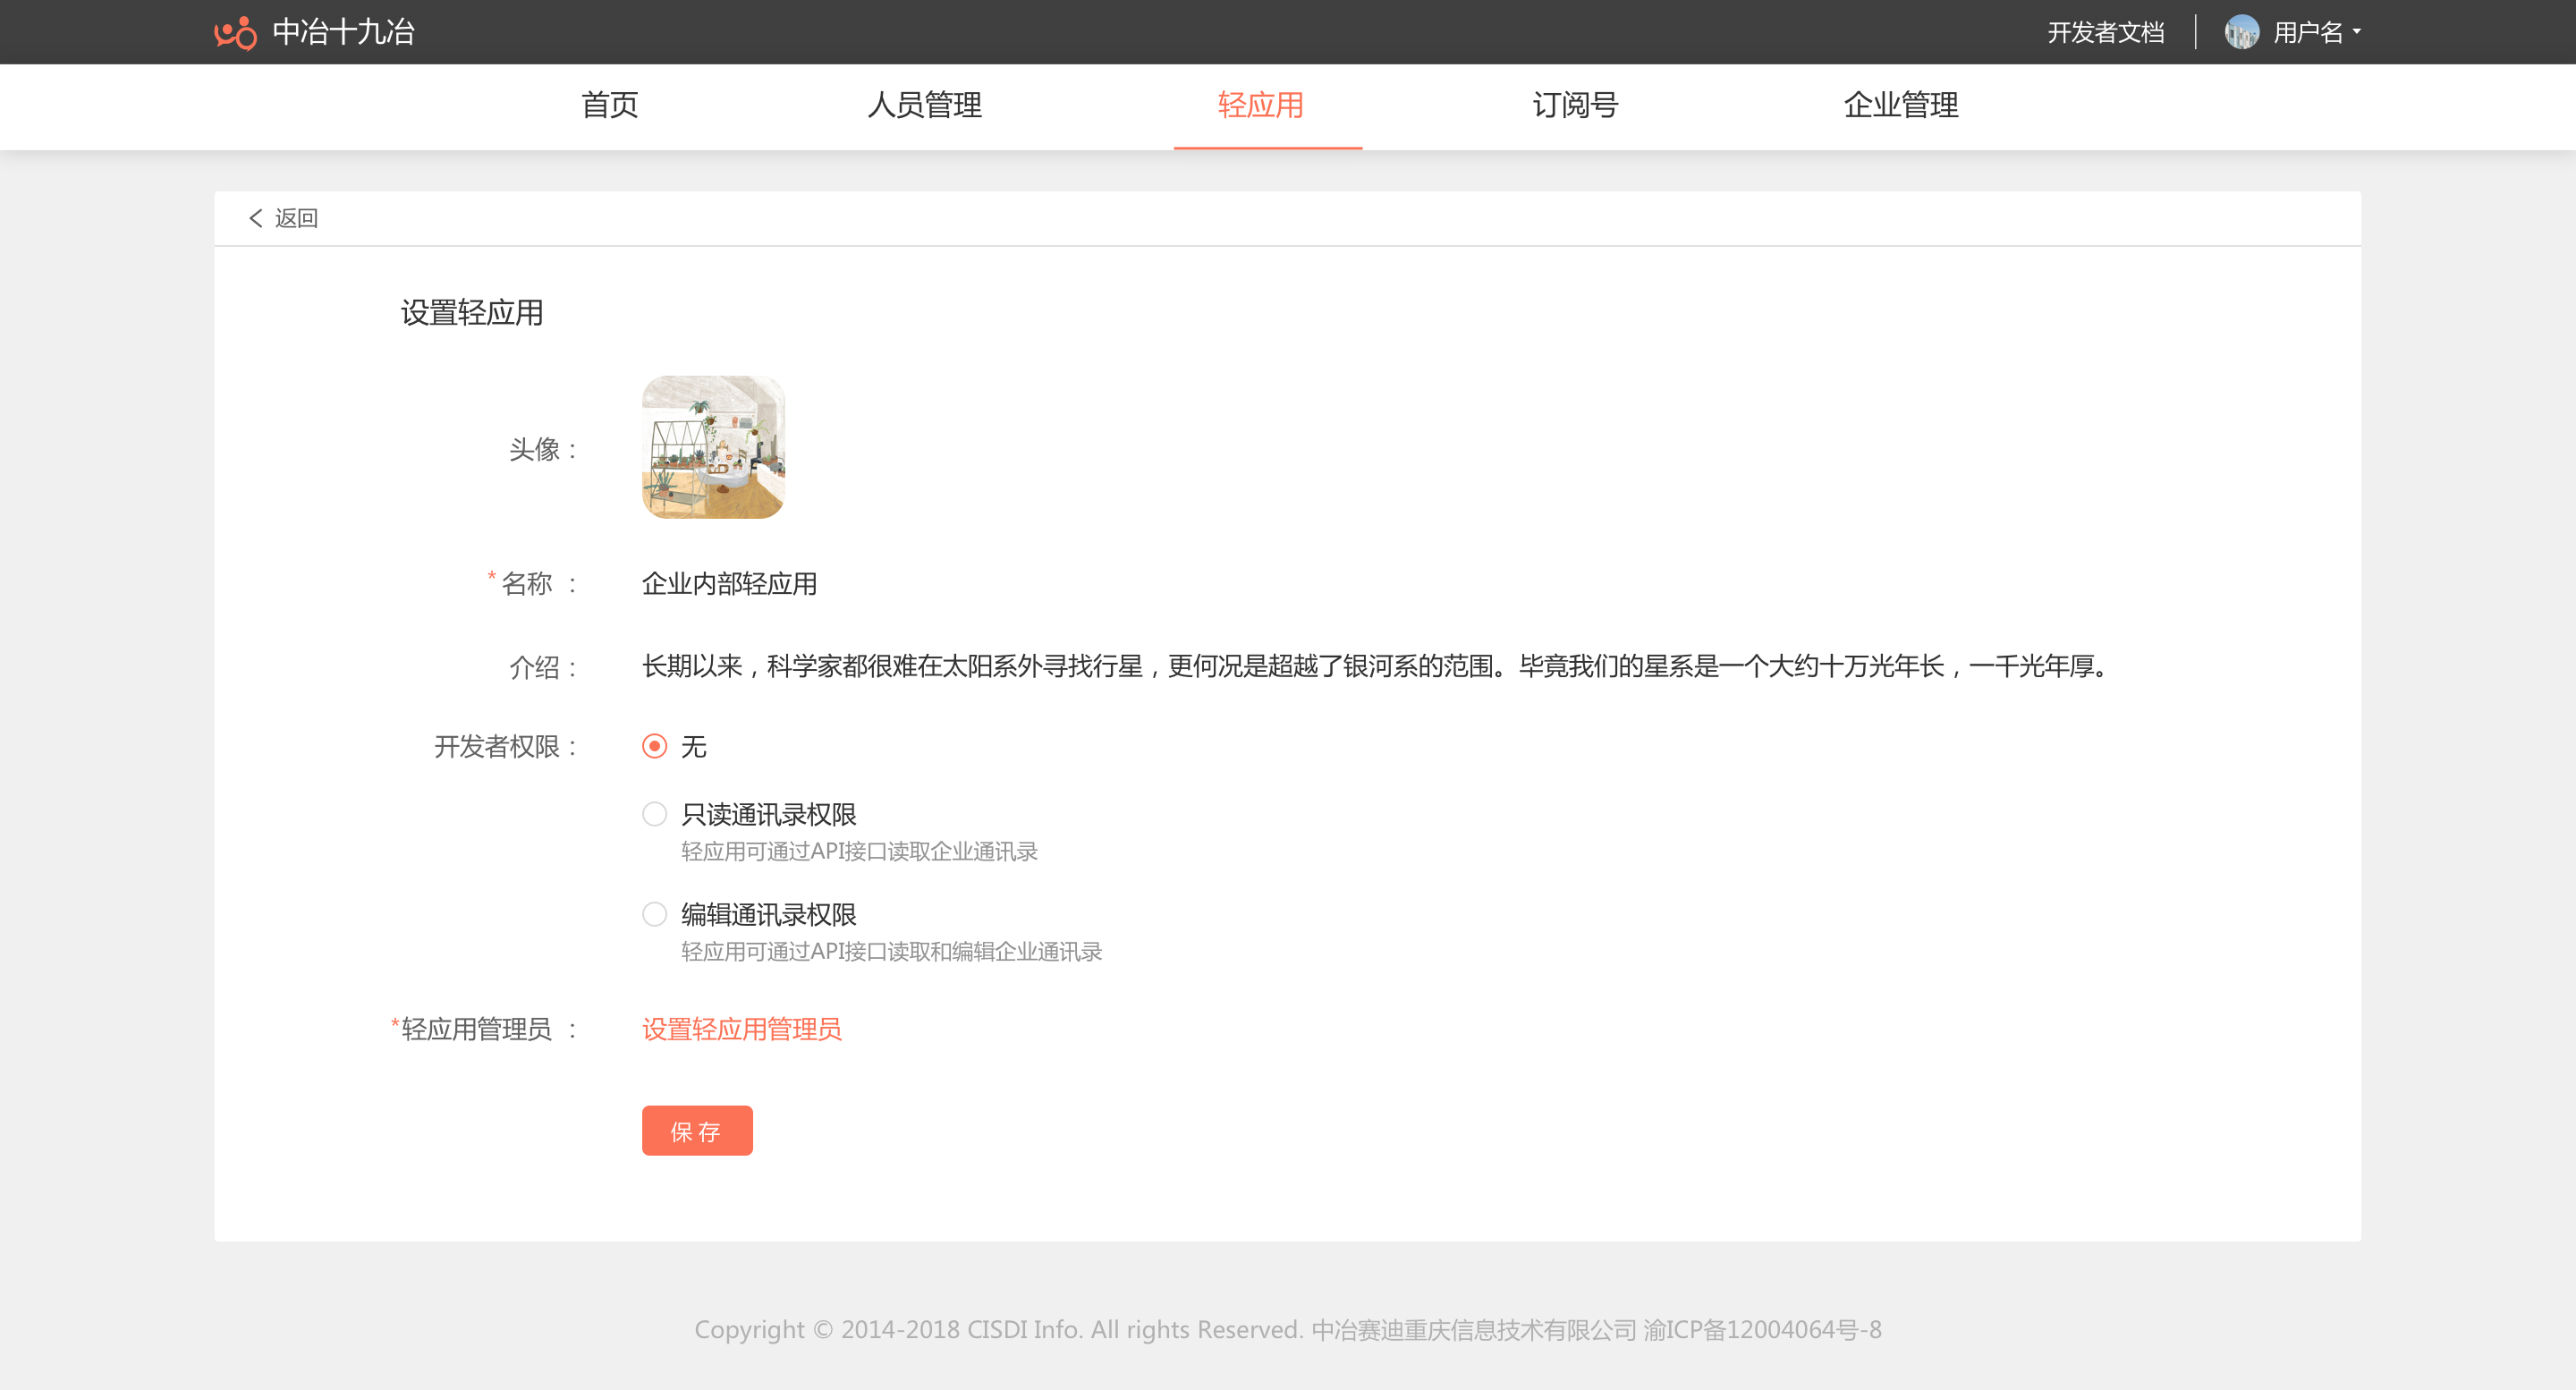 中冶十九冶
开发者文档
用户名
首页
人员管理
轻应用
订阅号
企业管理
返回
设置轻应用
头像：
*名称 ：
企业内部轻应用
介绍：
长期以来，科学家都很难在太阳系外寻找行星，更何况是超越了银河系的范围。毕竟我们的星系是一个大约十万光年长，一千光年厚。
开发者权限：
无
只读通讯录权限
轻应用可通过API接口读取企业通讯录
编辑通讯录权限
轻应用可通过API接口读取和编辑企业通讯录
*轻应用管理员 ：
设置轻应用管理员
保 存
Copyright © 2014-2018 CISDI Info. All rights Reserved. 中冶赛迪重庆信息技术有限公司 渝ICP备12004064号-8